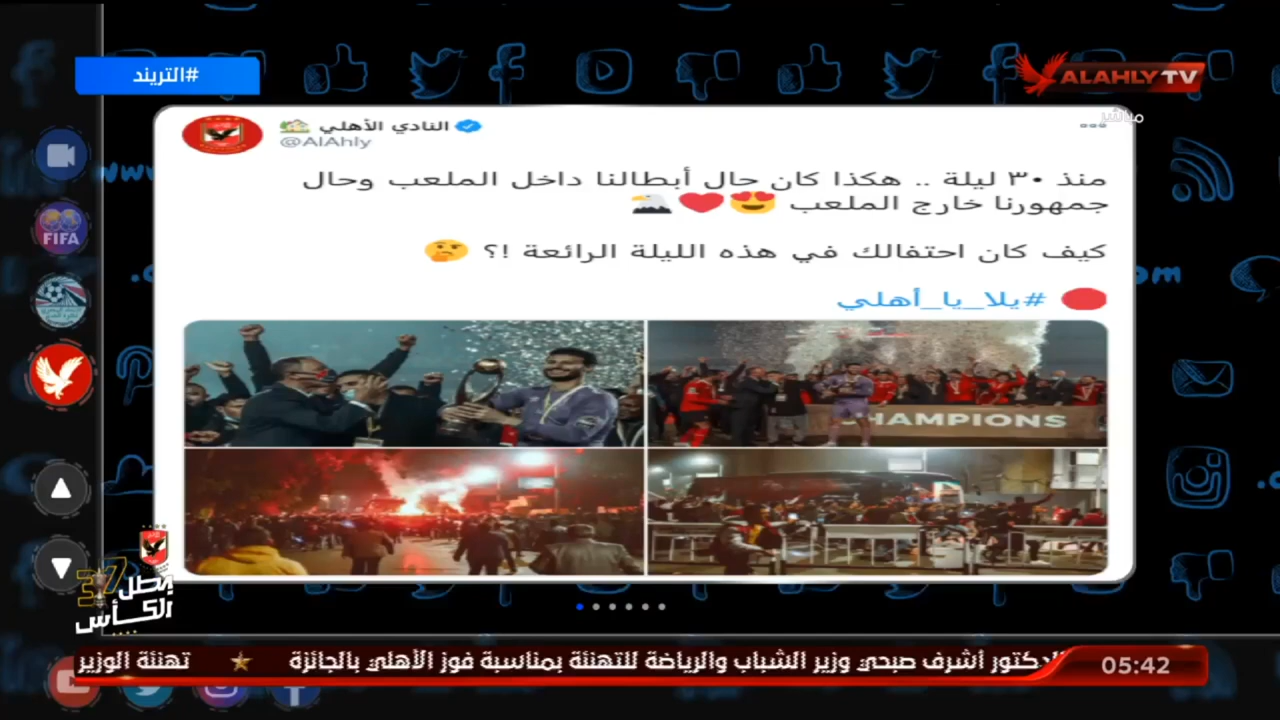 #التريند
ALAHLY TV
مباشر
النادي الأهلي
@AlAhly
منذ ٣٠ ليلة .. هكذا كان حال أبطالنا داخل الملعب وحال
جمهورنا خارج الملعب
كيف كان احتفالك في هذه الليلة الرائعة !؟
#يلا_يا_أهلي
CHAMPIONS
FIFA
بطل
37
الكأس
الدكتور أشرف صبحي وزير الشباب والرياضة للتهنئة بمناسبة فوز الأهلي بالجائزة
تهنئة الوزير
05:42